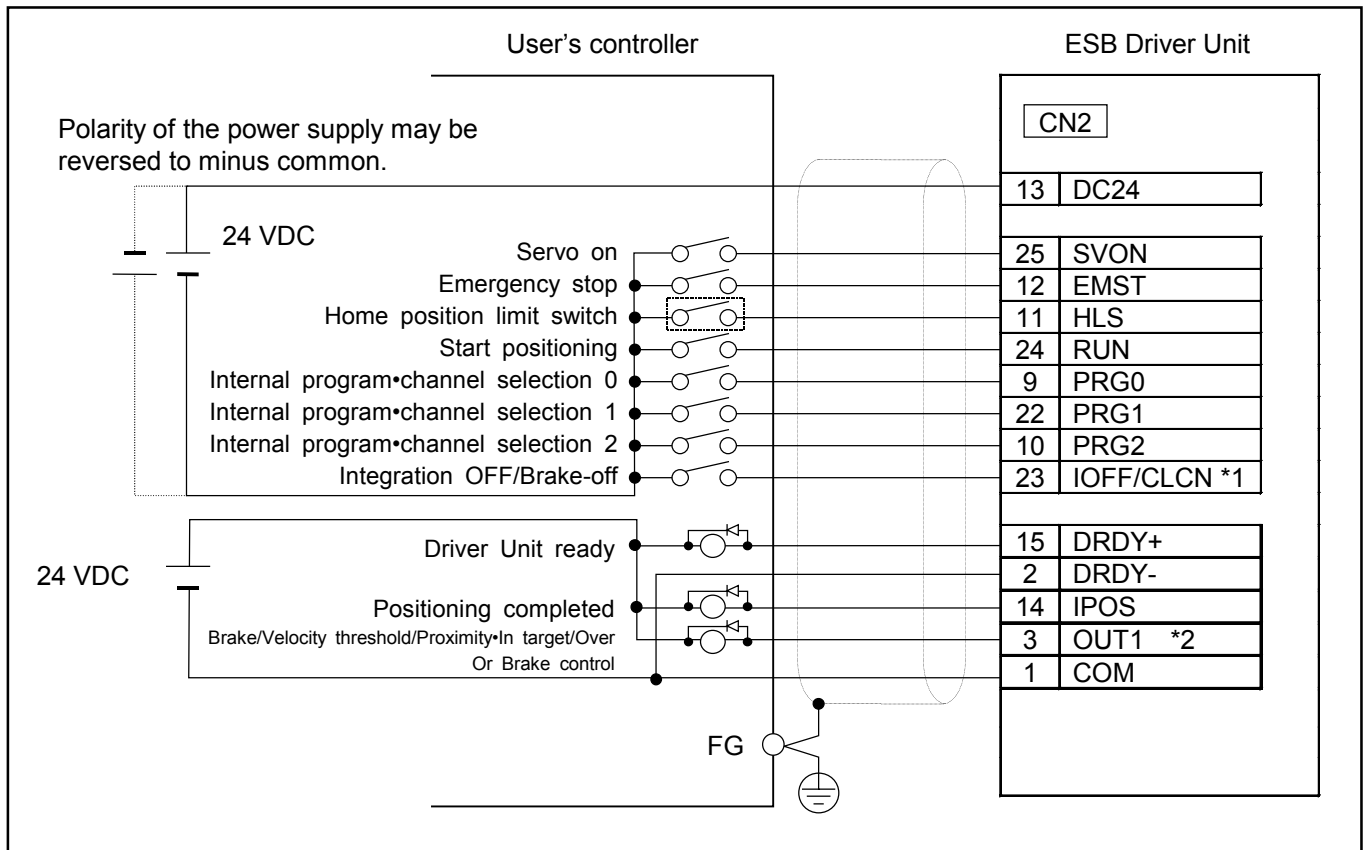 User's controller
ESB Driver Unit
CN2
Polarity of the power supply may be
reversed to minus common.
13 DC24
24 VDC
Servo on
25 SVON
Emergency stop
12 EMST
Home position limit switch
11 HLS
Start positioning
24 RUN
Internal program•channel selection 0
9 PRG0
Internal program•channel selection 1
22 PRG1
Internal program•channel selection 2
10 PRG2
Integration OFF/Brake-off
23 IOFF/CLCN *1
24 VDC
Driver Unit ready
15 DRDY+
2 DRDY-
Positioning completed
14 IPOS
Brake/Velocity threshold/Proximity•In target/Over
Or Brake control
3 OUT1 *2
1 COM
FG